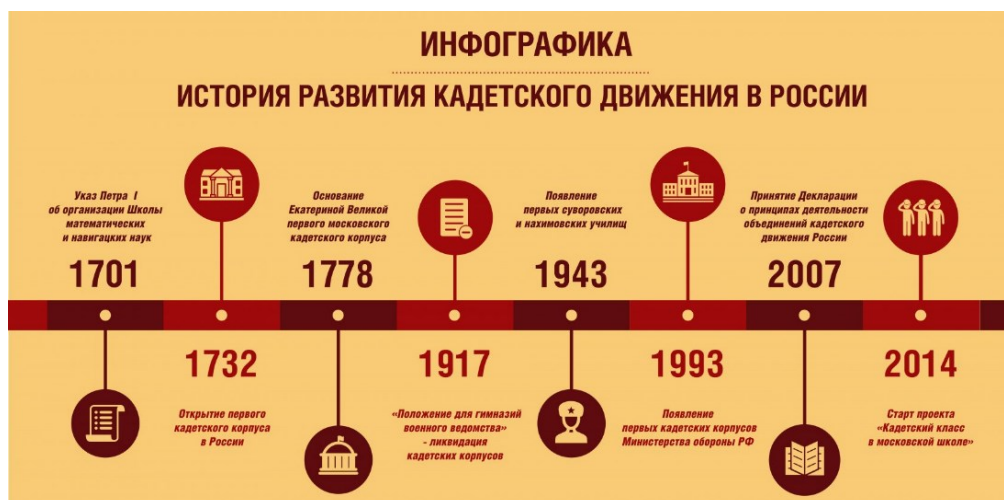 ИНФОГРАФИКА
ИСТОРИЯ РАЗВИТИЯ КАДЕТСКОГО ДВИЖЕНИЯ В РОССИИ
Указ Петра I
об организации Школы
математических
и навигацких наук
1701
1732
Открытие первого
кадетского корпуса
в России
Основание
Екатериной Великой
первого московского
кадетского корпуса
1778
1917
«Положение для гимназий
военного ведомства»
- ликвидация
кадетских корпусов
Появление
первых суворовских
и нахимовских училищ
1943
1993
Появление
первых кадетских корпусов
Министерства обороны РФ
Принятие Декларации
о принципах деятельности
объединений кадетского
движения России
2007
2014
Старт проекта
«Кадетский класс
в московской школе»